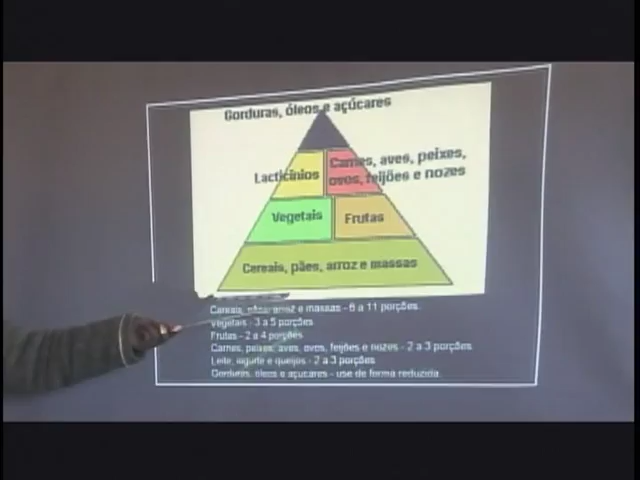 Gorduras, óleos e açúcares
Lacticínios
Carnes, aves, peixes,
ovos, feijões e nozes
Vegetais
Frutas
Cereais, pães, arroz e massas
Cereais, pães, arroz e massas - 6 a 11 porções.
Vegetais - 3 a 5 porções
Frutas - 2 a 4 porções
Carnes, peixes, aves, ovos, feijões e nozes - 2 a 3 porções
Leite, iogurte e queijos - 2 a 3 porções
Gorduras, óleos e açucares - use de forma reduzida.